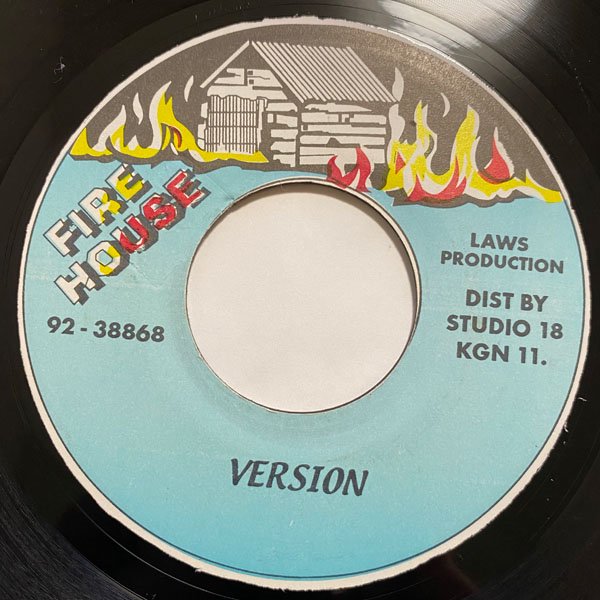 FIRE
HOUSE
92-38868
LAWS
PRODUCTION
DIST BY
STUDIO 18
KGN 11.
VERSION